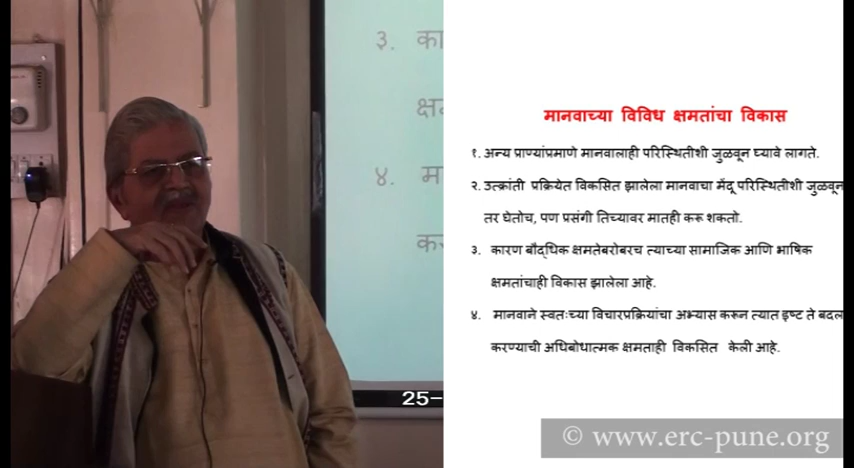 ३. का
क्षम
४. म
कर
25-
मानवाच्या विविध क्षमतांचा विकास
१. अन्य प्राण्यांप्रमाणे मानवालाही परिस्थितीशी जुळवून घ्यावे लागते.
२. उत्क्रांती प्रक्रियेत विकसित झालेला मानवाचा मेंदू परिस्थितीशी जुळवून
तर घेतोच, पण प्रसंगी तिच्यावर मातही करू शकतो.
३. कारण बौद्धिक क्षमतेबरोबरच त्याच्या सामाजिक आणि भाषिक
क्षमतांचाही विकास झालेला आहे.
४. मानवाने स्वतःच्या विचारप्रक्रियांचा अभ्यास करून त्यात इष्ट ते बदल
करण्याची अधिबोधात्मक क्षमताही विकसित केली आहे.
© www.erc-pune.org